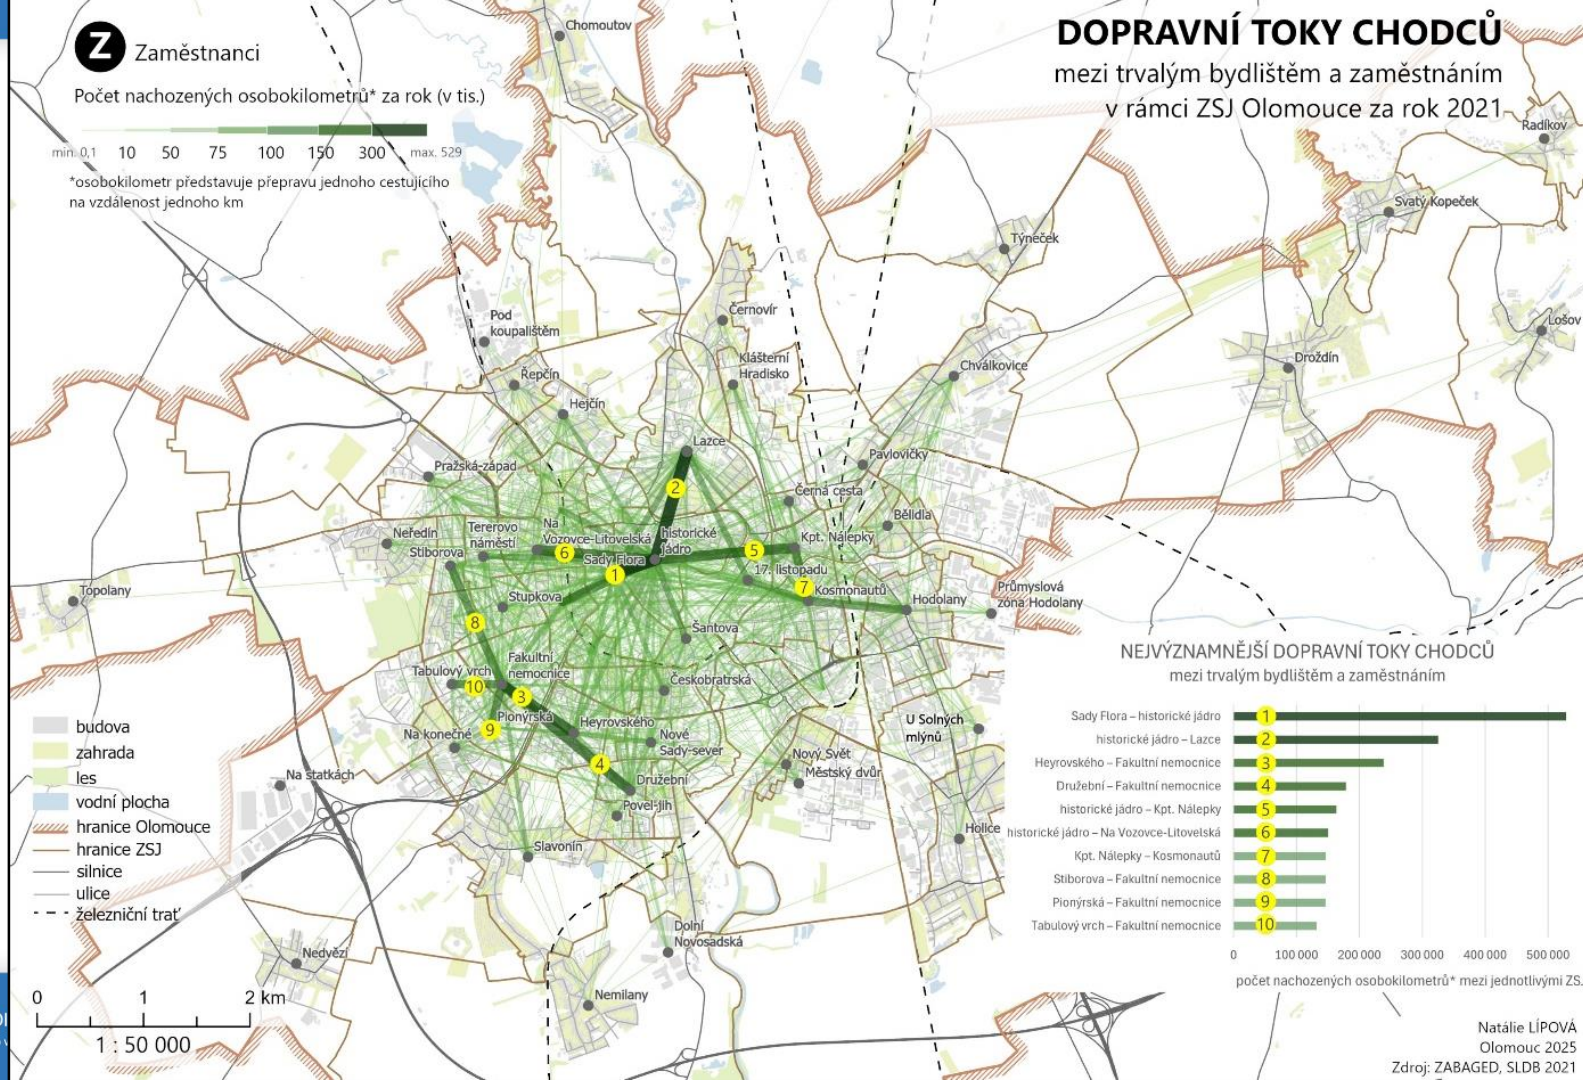 DOPRAVNÍ TOKY CHODCŮ
mezi trvalým bydlištěm a zaměstnáním
v rámci ZSJ Olomouce za rok 2021
Z
Zaměstnanci
Počet nachozených osobokilometrů* za rok (v tis.)
min. 0,1 10 50 75 100 150 300 max. 529
*osobokilometr představuje přepravu jednoho cestujícího
na vzdálenost jednoho km
Chomoutov
Radíkov
Svatý Kopeček
Týneček
Lošov
Droždín
Černovír
Pod
koupalištěm
Klášterní
Hradisko
Chválkovice
Řepčín
Hejčín
Lazce
Pavlovičky
Pražská-západ
2
Černá cesta
Bělidla
Neředín
Tererovo
náměstí
Na
Vozovce-Litovelská
historické
jádro
Kpt. Nálepky
Stiborova
6
Sady Flora
5
1
17. listopadu
7
Kosmonautů
Hodolany
Průmyslová
zóna Hodolany
Topolany
Stupkova
8
Šantova
Tabulový vrch
Fakultní
nemocnice
10
3
Českobratrská
Pionýrská
9
Na konečné
Heyrovského
Nové
Sady-sever
U Solných
mlýnů
4
Nový Svět
Městský dvůr
Na statkách
Družební
Povel-jih
Holice
Slavonín
Dolní
Novosadská
Nedvězí
Nemilany
budova
zahrada
les
vodní plocha
hranice Olomouce
hranice ZSJ
silnice
ulice
železniční trať
0 1 2 km
1 : 50 000
NEJVÝZNAMNĚJŠÍ DOPRAVNÍ TOKY CHODCŮ
mezi trvalým bydlištěm a zaměstnáním
Sady Flora – historické jádro 1
historické jádro – Lazce 2
Heyrovského – Fakultní nemocnice 3
Družební – Fakultní nemocnice 4
historické jádro – Kpt. Nálepky 5
historické jádro – Na Vozovce-Litovelská 6
Kpt. Nálepky – Kosmonautů 7
Stiborova – Fakultní nemocnice 8
Pionýrská – Fakultní nemocnice 9
Tabulový vrch – Fakultní nemocnice 10
0 100 000 200 000 300 000 400 000 500 000
počet nachozených osobokilometrů* mezi jednotlivými
Natálie LÍPOVÁ
Olomouc 2025
Zdroj: ZABAGED, SLDB 2021